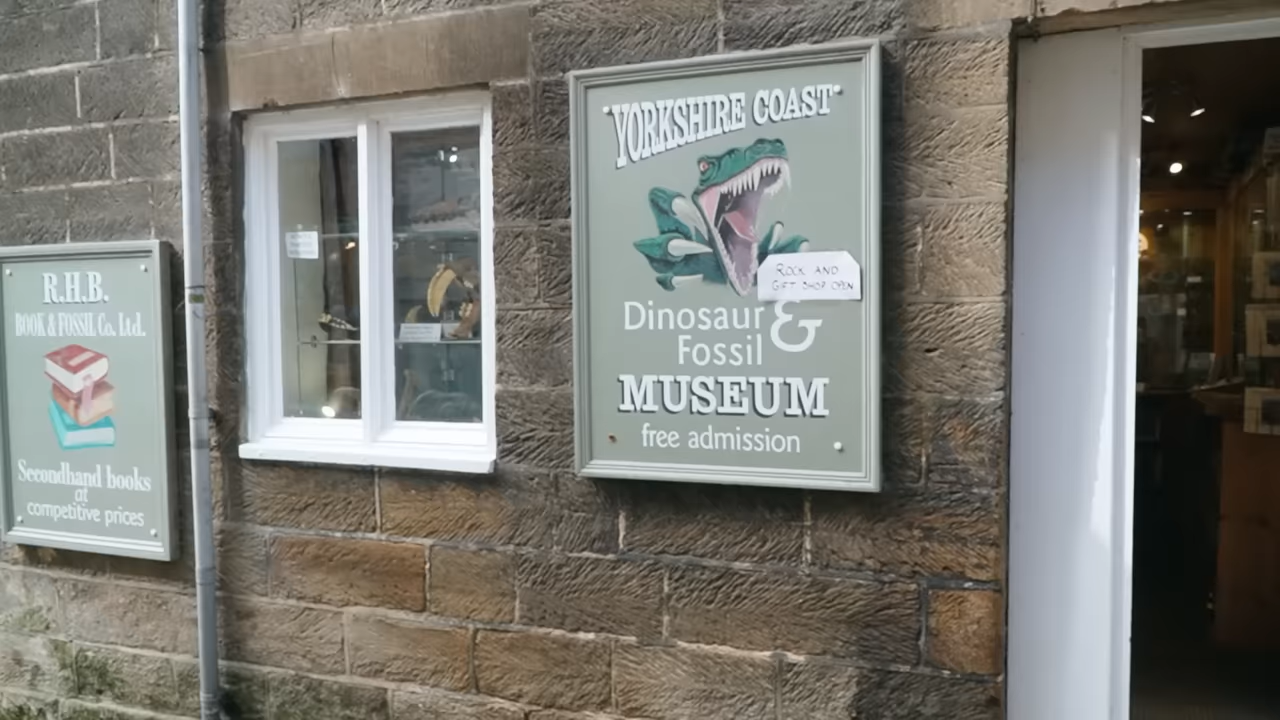 R.H.B.
BOOK & FOSSIL Co. Ltd.
Secondhand books
at
competitive prices
YORKSHIRE COAST
ROCK AND
GIFT SHOP OPEN
Dinosaur &
Fossil
MUSEUM
free admission